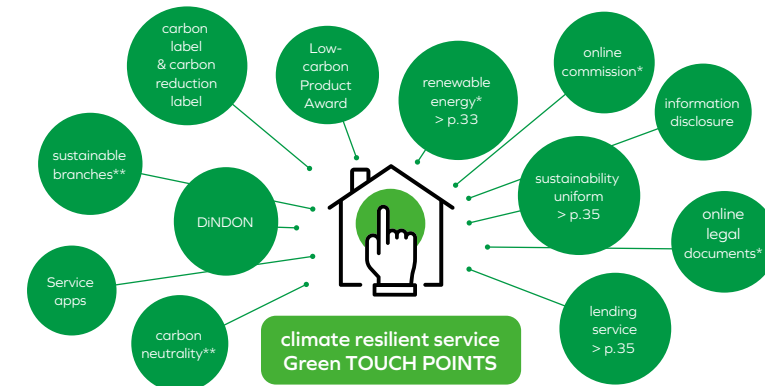 carbon
label
& carbon
reduction
label
Low-
carbon
Product
Award
renewable
energy*
> p.33
online
commission*
information
disclosure
sustainable
branches**
DiNDON
sustainability
uniform
> p.35
online
legal
documents*
Service
apps
carbon
neutrality**
lending
service
> p.35
climate resilient service
Green TOUCH POINTS